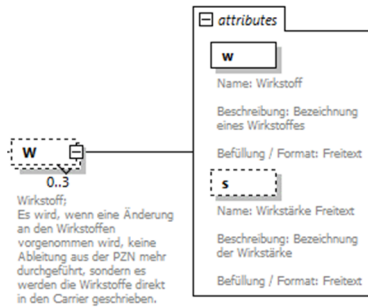 attributes
w
Name: Wirkstoff
Beschreibung: Bezeichnung
eines Wirkstoffes
Befüllung / Format: Freitext
W
0..3
Wirkstoff;
Es wird, wenn eine Änderung
an den Wirkstoffen
vorgenommen wird, keine
Ableitung aus der PZN mehr
durchgeführt, sondern es
werden die Wirkstoffe direkt
in den Carrier geschrieben.
s
Name: Wirkstärke Freitext
Beschreibung: Bezeichnung
der Wirkstärke
Befüllung / Format: Freitext